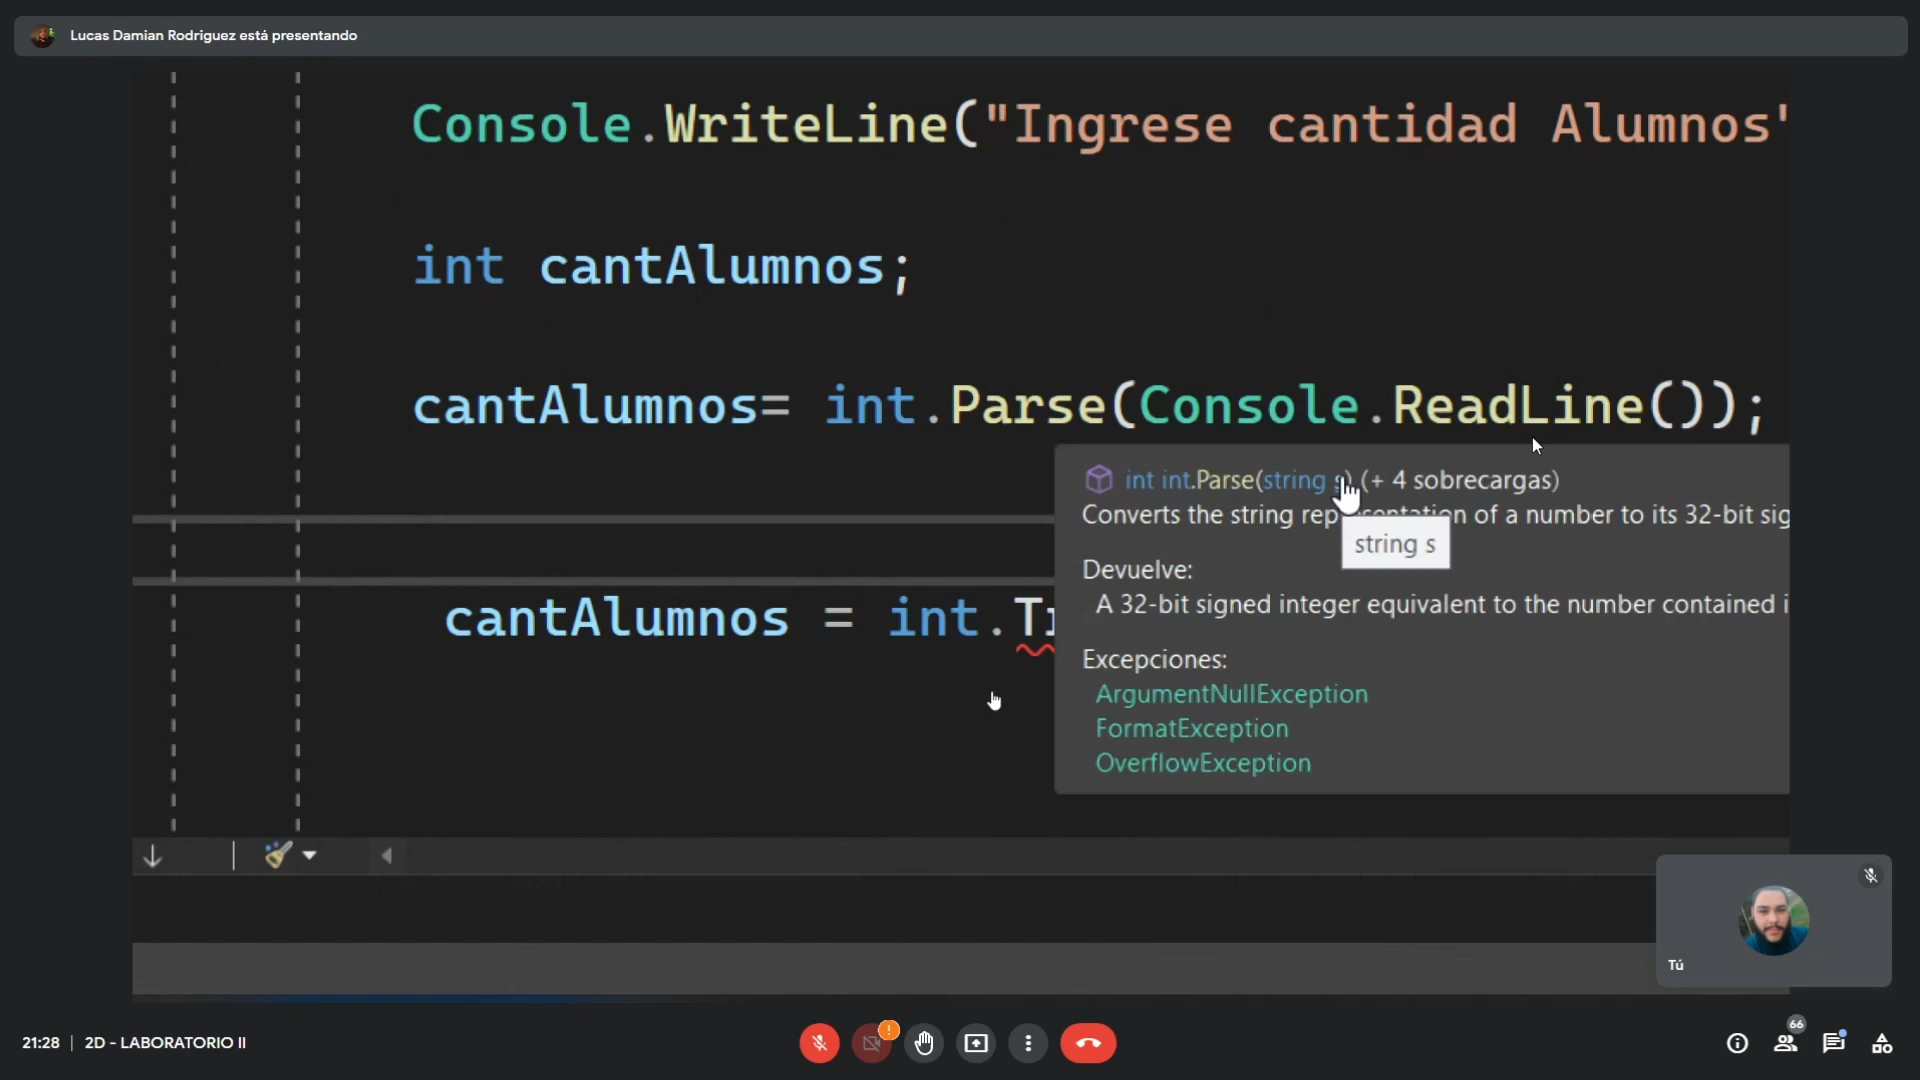 Lucas Damian Rodriguez está presentando
Console.WriteLine("Ingrese cantidad Alumnos"
int cantAlumnos;
cantAlumnos= int.Parse(Console.ReadLine());
int int.Parse(string s) (+ 4 sobrecargas)
Converts the string representation of a number to its 32-bit sig
string s
Devuelve:
A 32-bit signed integer equivalent to the number contained i
cantAlumnos = int.Tr
Excepciones:
ArgumentNullException
FormatException
OverflowException
Tú
21:28 | 2D - LABORATORIO II
66